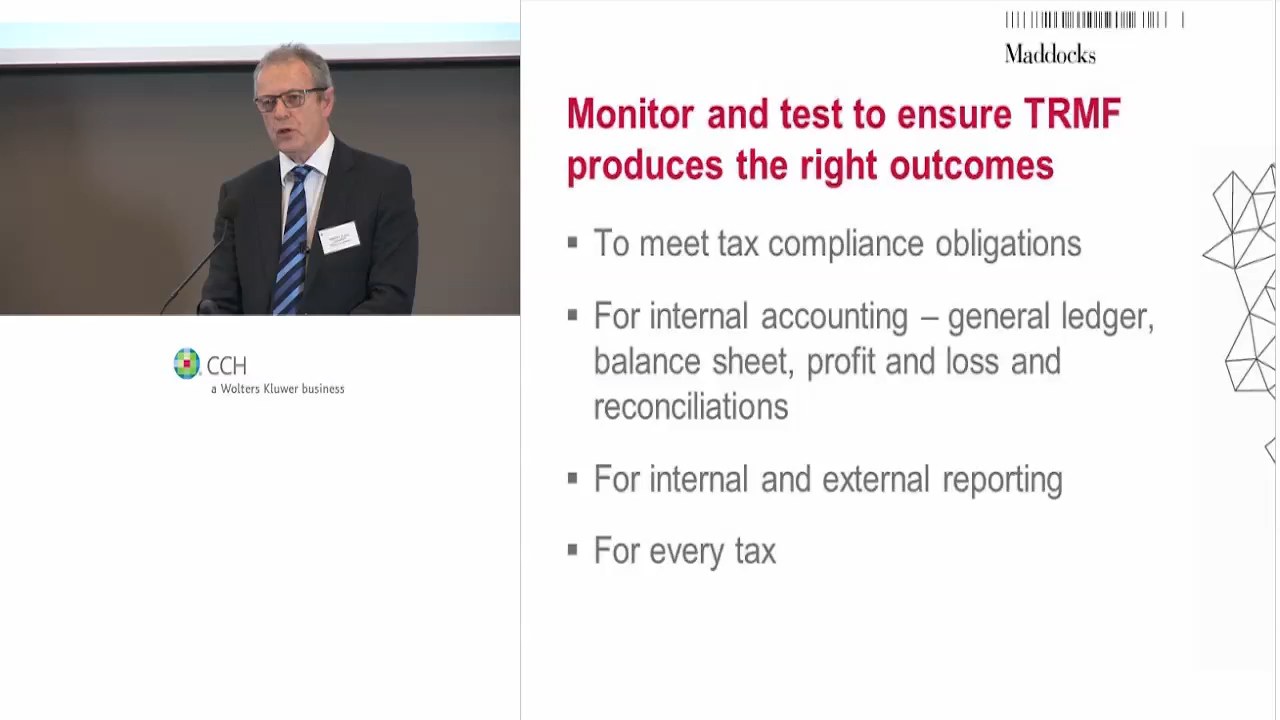 Maddocks
Monitor and test to ensure TRMF
produces the right outcomes
▪ To meet tax compliance obligations
▪ For internal accounting – general ledger,
balance sheet, profit and loss and
reconciliations
▪ For internal and external reporting
▪ For every tax
CCH
a Wolters Kluwer business